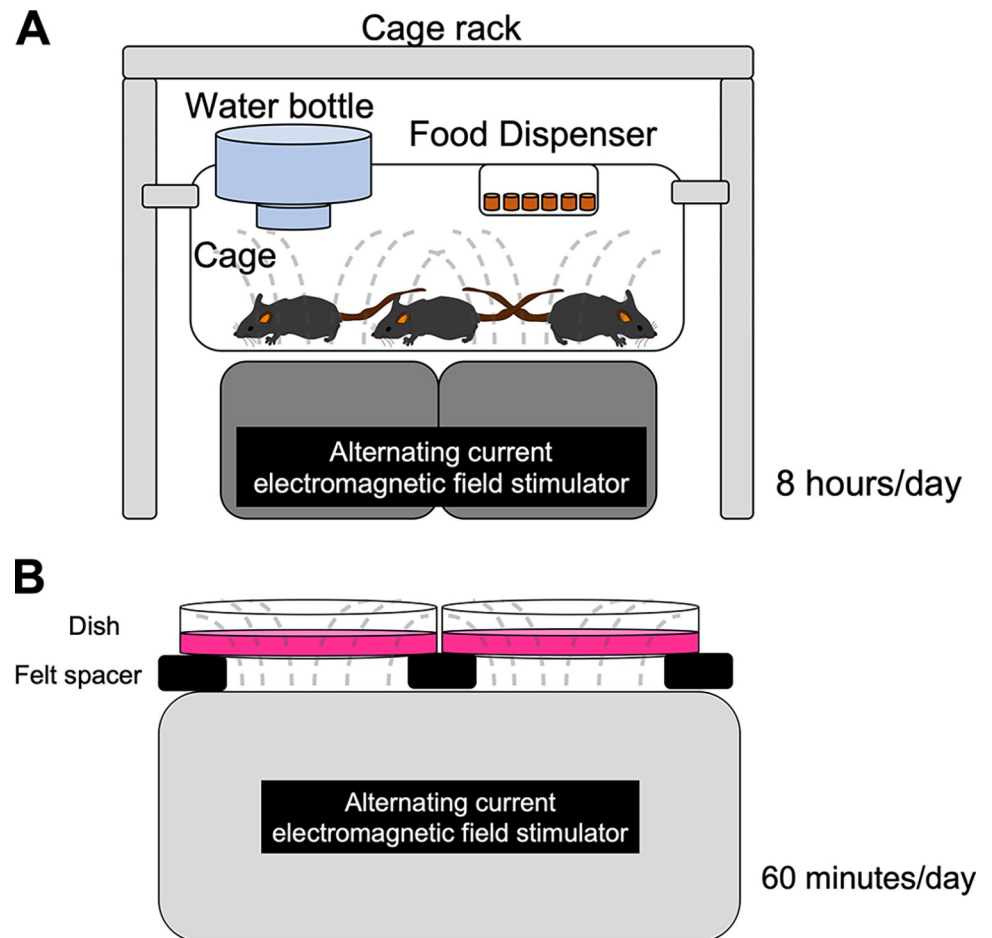 A
Cage rack
Water bottle
Food Dispenser
Cage
Alternating current
electromagnetic field stimulator
8 hours/day
B
Dish
Felt spacer
Alternating current
electromagnetic field stimulator
60 minutes/day